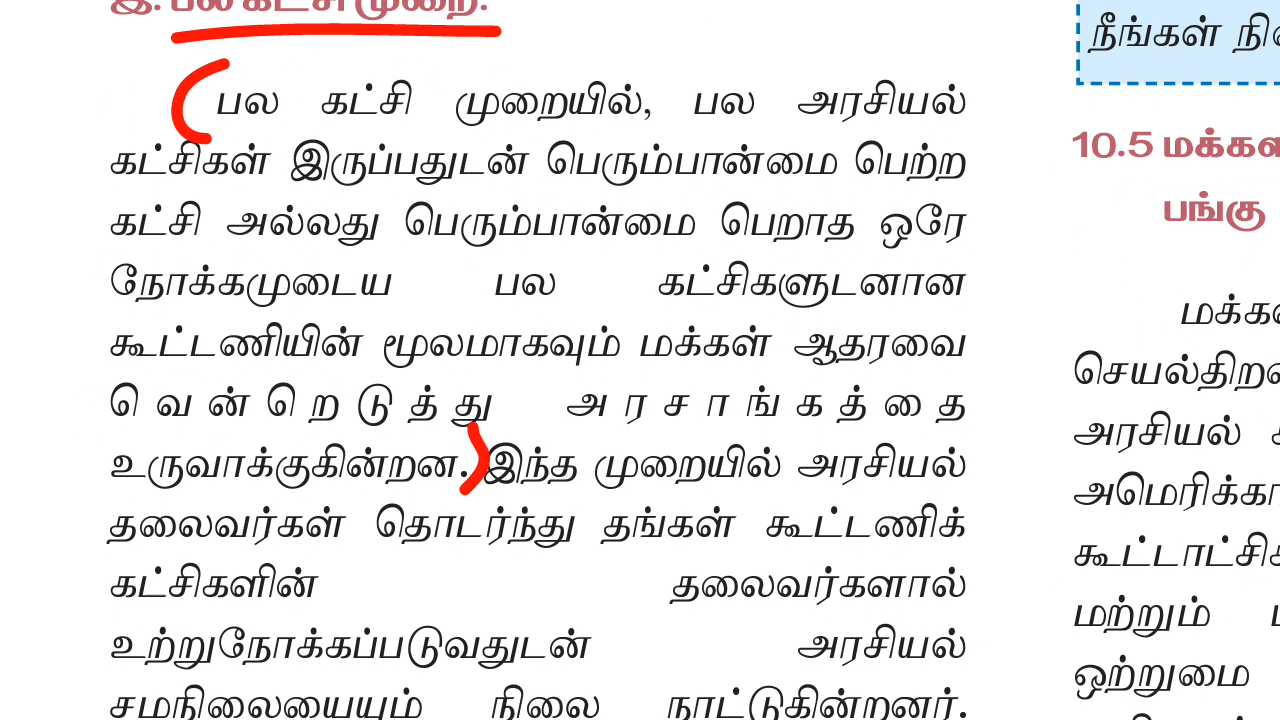 இ. பல கட்சி முறை:
பல கட்சி முறையில், பல அரசியல்
கட்சிகள் இருப்பதுடன் பெரும்பான்மை பெற்ற
கட்சி அல்லது பெரும்பான்மை பெறாத ஒரே
நோக்கமுடைய பல கட்சிகளுடனான
கூட்டணியின் மூலமாகவும் மக்கள் ஆதரவை
வென்றெடுத்து அரசாங்கத்தை
உருவாக்குகின்றன. இந்த முறையில் அரசியல்
தலைவர்கள் தொடர்ந்து தங்கள் கூட்டணிக்
கட்சிகளின் தலைவர்களால்
உற்றுநோக்கப்படுவதுடன் அரசியல்
சமநிலையையும் நிலை நாட்டுகின்றனர்.
நீங்கள்
10.5
பங்கு
அரசியல்
மற்றும்
ஒற்றுமை